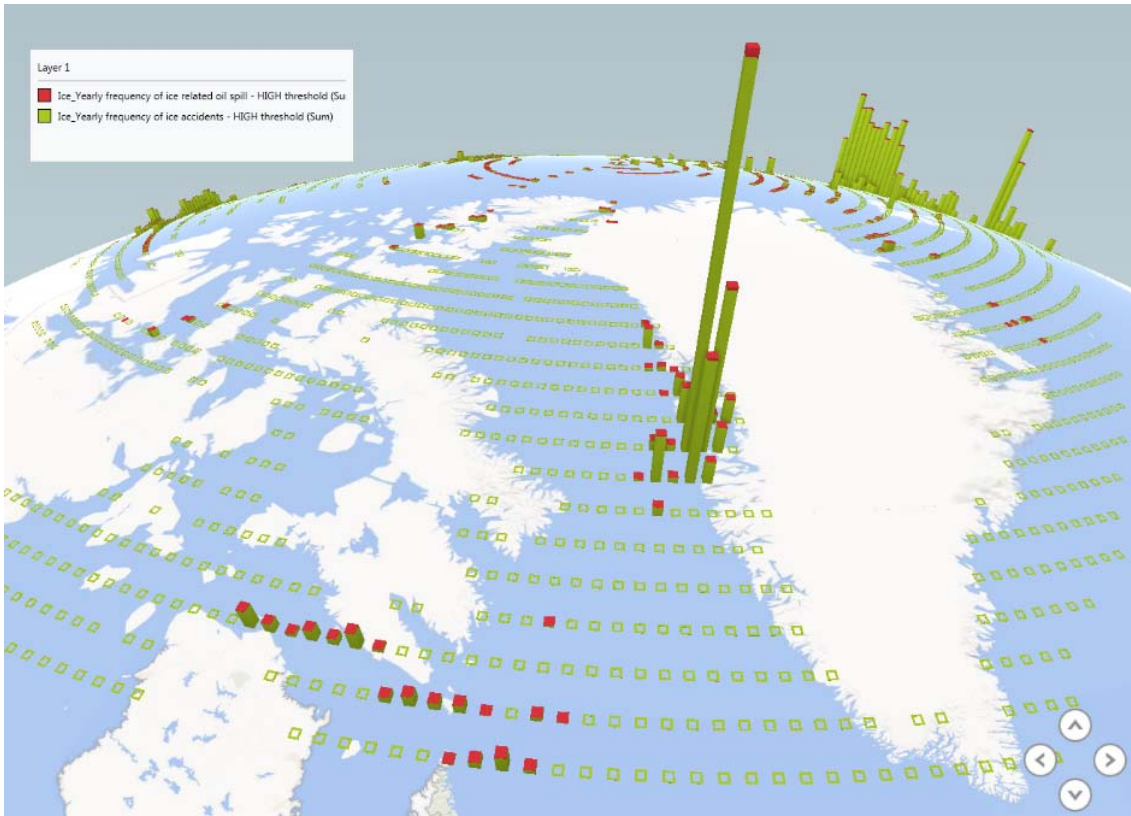 Layer 1
Ice_Yearly frequency of ice related oil spill - HIGH threshold (Su
Ice_Yearly frequency of ice accidents - HIGH threshold (Sum)